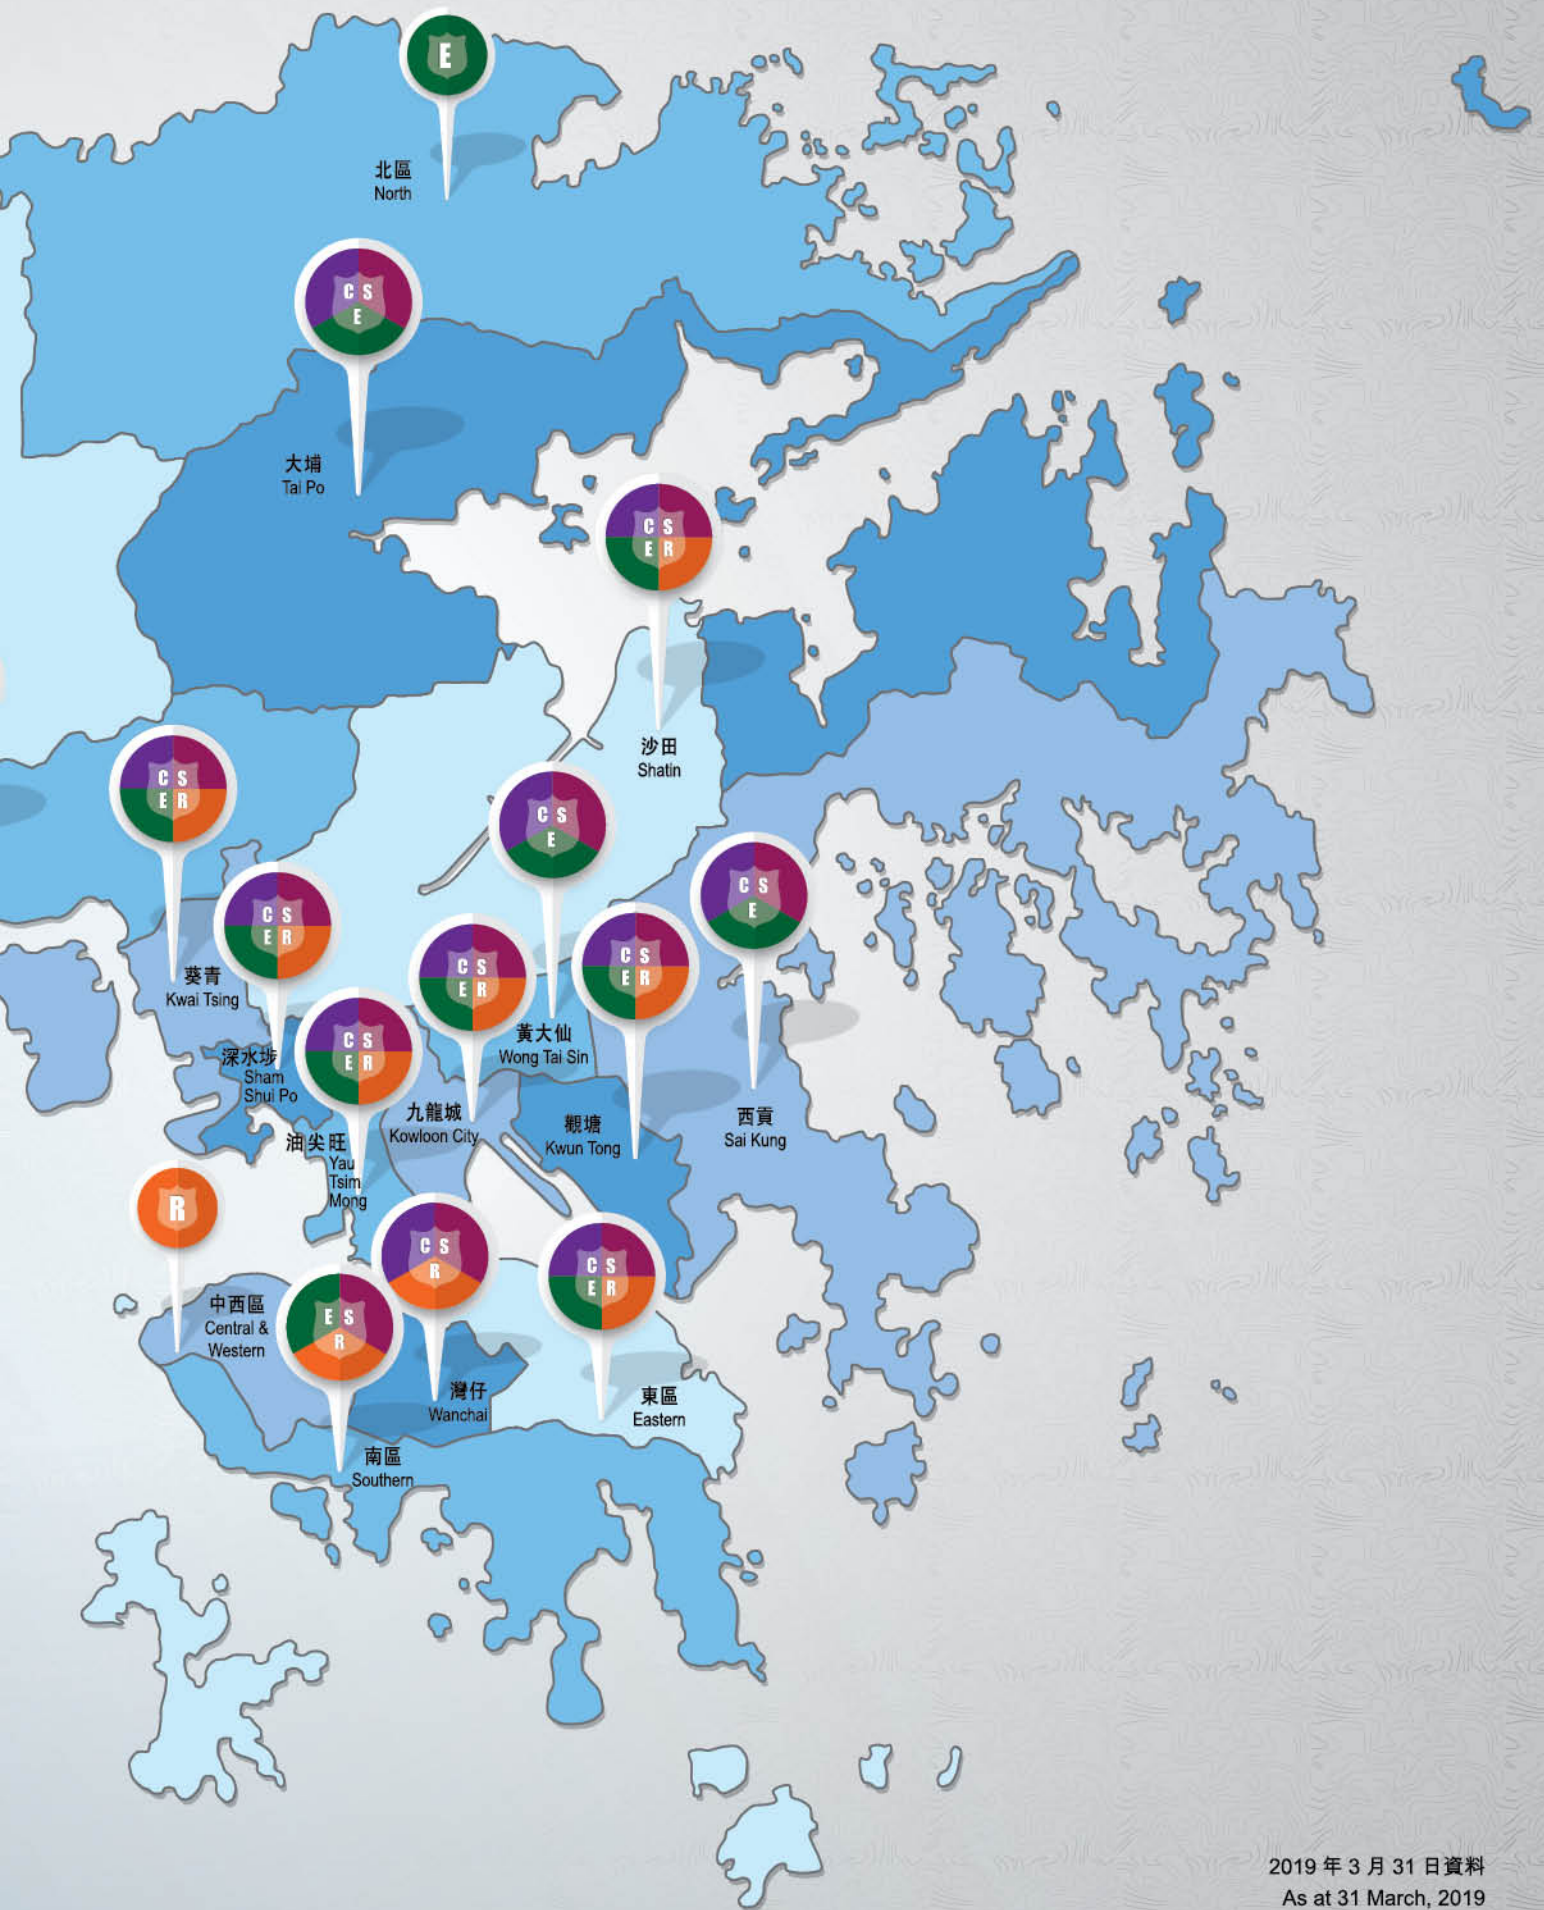 E
北區
North
C S
E
大埔
Tai Po
C S
E R
沙田
Shatin
C S
E R
葵青
Kwai Tsing
C S
E
黃大仙
Wong Tai Sin
C S
E
西貢
Sai Kung
C S
E R
深水埗
Sham
Shui Po
C S
E R
九龍城
Kowloon City
C S
E R
觀塘
Kwun Tong
C S
E R
油尖旺
Yau
Tsim
Mong
R
中西區
Central &
Western
C S
R
灣仔
Wanchai
C S
E R
東區
Eastern
E S
R
南區
Southern
2019 年 3 月 31 日資料
As at 31 March, 2019